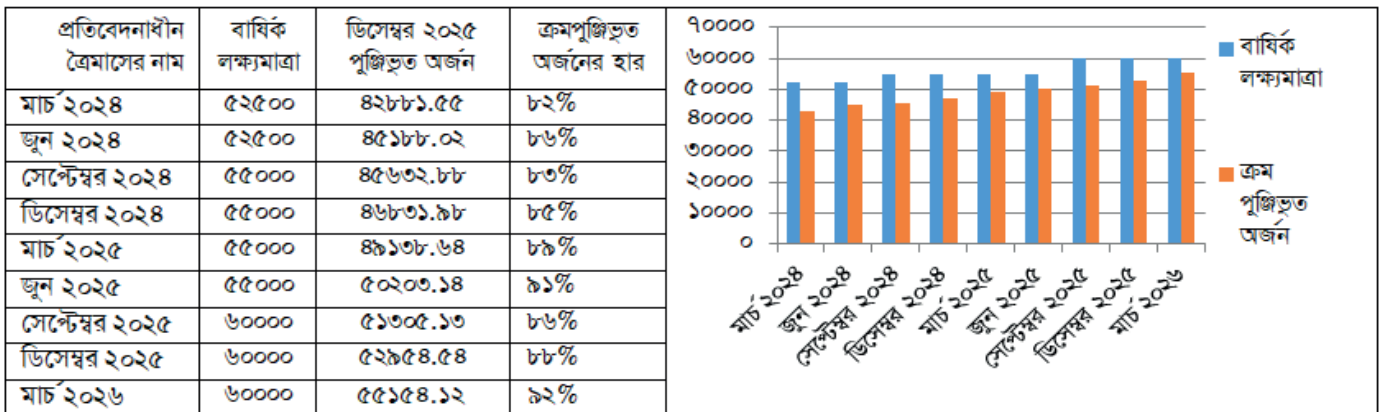 প্রতিবেদনাধীন ত্রৈমাসের নাম | বার্ষিক লক্ষ্যমাত্রা | ডিসেম্বর ২০২৫ পুঞ্জিভুত অর্জন | ক্রমপুঞ্জিভুত অর্জনের হার
মার্চ ২০২৪ | ৫২৫০০ | ৪২৮৮১.৫৫ | ৮২%
জুন ২০২৪ | ৫২৫০০ | ৪৫১৮৮.০২ | ৮৬%
সেপ্টেম্বর ২০২৪ | ৫৫০০০ | ৪৫৬৩২.৮৮ | ৮৩%
ডিসেম্বর ২০২৪ | ৫৫০০০ | ৪৬৮৩১.৯৮ | ৮৫%
মার্চ ২০২৫ | ৫৫০০০ | ৪৯১৩৮.৬৪ | ৮৯%
জুন ২০২৫ | ৫৫০০০ | ৫০২০৩.১৪ | ৯১%
সেপ্টেম্বর ২০২৫ | ৬০০০০ | ৫১৩০৫.১৩ | ৮৬%
ডিসেম্বর ২০২৫ | ৬০০০০ | ৫২৯৫৪.৫৪ | ৮৮%
মার্চ ২০২৬ | ৬০০০০ | ৫৫১৫৪.১২ | ৯২%
৭০০০০
৬০০০০
৫০০০০
৪০০০০
৩০০০০
২০০০০
১০০০০
০
মার্চ ২০২৪
জুন ২০২৪
সেপ্টেম্বর ২০২৪
ডিসেম্বর ২০২৪
মার্চ ২০২৫
জুন ২০২৫
সেপ্টেম্বর ২০২৫
ডিসেম্বর ২০২৫
মার্চ ২০২৬
বার্ষিক
লক্ষ্যমাত্রা
ক্রম
পুঞ্জিভুত
অর্জন